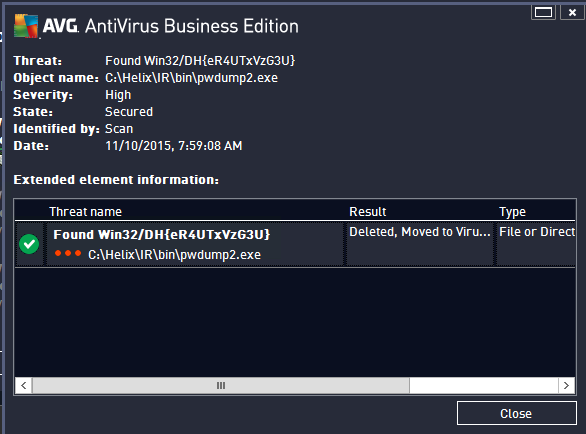 AVG. AntiVirus Business Edition
Threat: Found Win32/DH{eR4UTxVzG3U}
Object name: C:\Helix\IR\bin\pwdump2.exe
Severity: High
State: Secured
Identified by: Scan
Date: 11/10/2015, 7:59:08 AM
Extended element information:
Threat name Result Type
Found Win32/DH{eR4UTxVzG3U} Deleted, Moved to Viru... File or Direct
C:\Helix\IR\bin\pwdump2.exe
Close